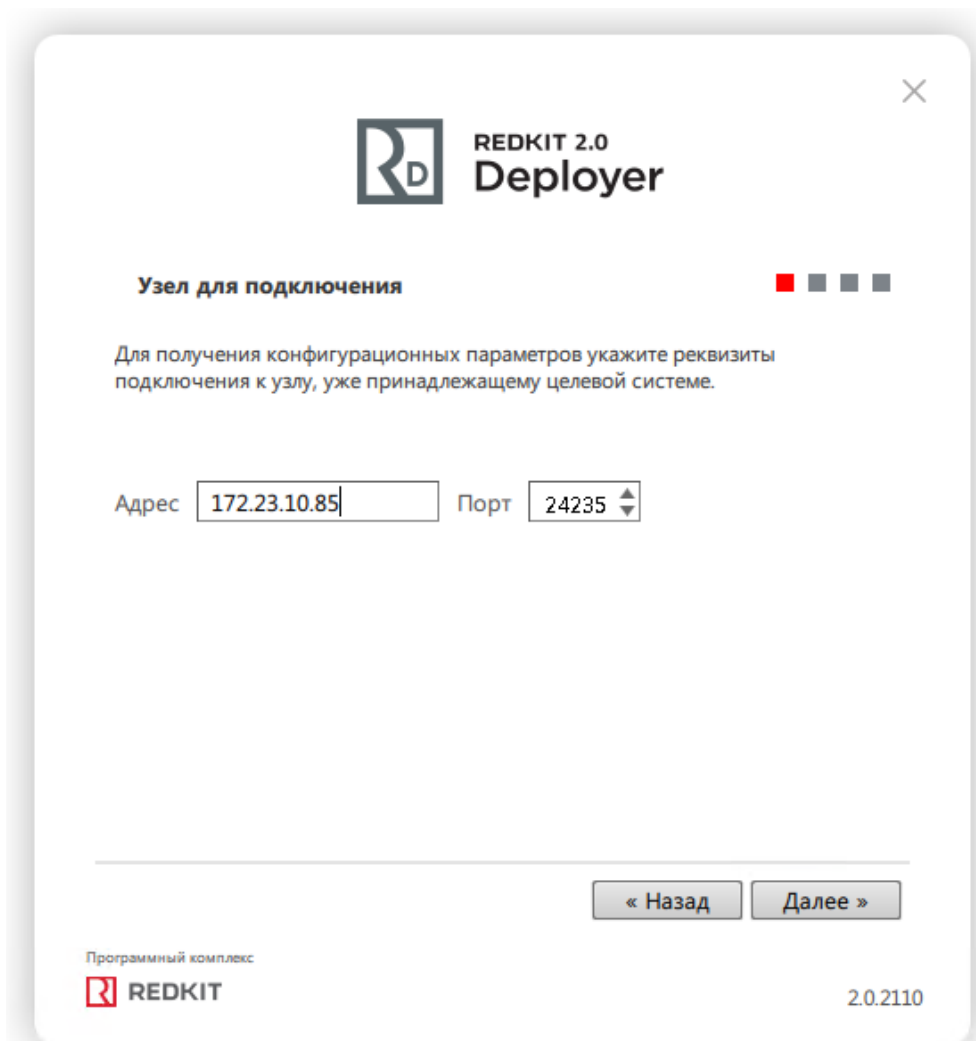 REDKIT 2.0
RD Deployer
Узел для подключения
Для получения конфигурационных параметров укажите реквизиты
подключения к узлу, уже принадлежащему целевой системе.
Адрес 172.23.10.85 Порт 24235
« Назад Далее »
Программный комплекс
R REDKIT
2.0.2110